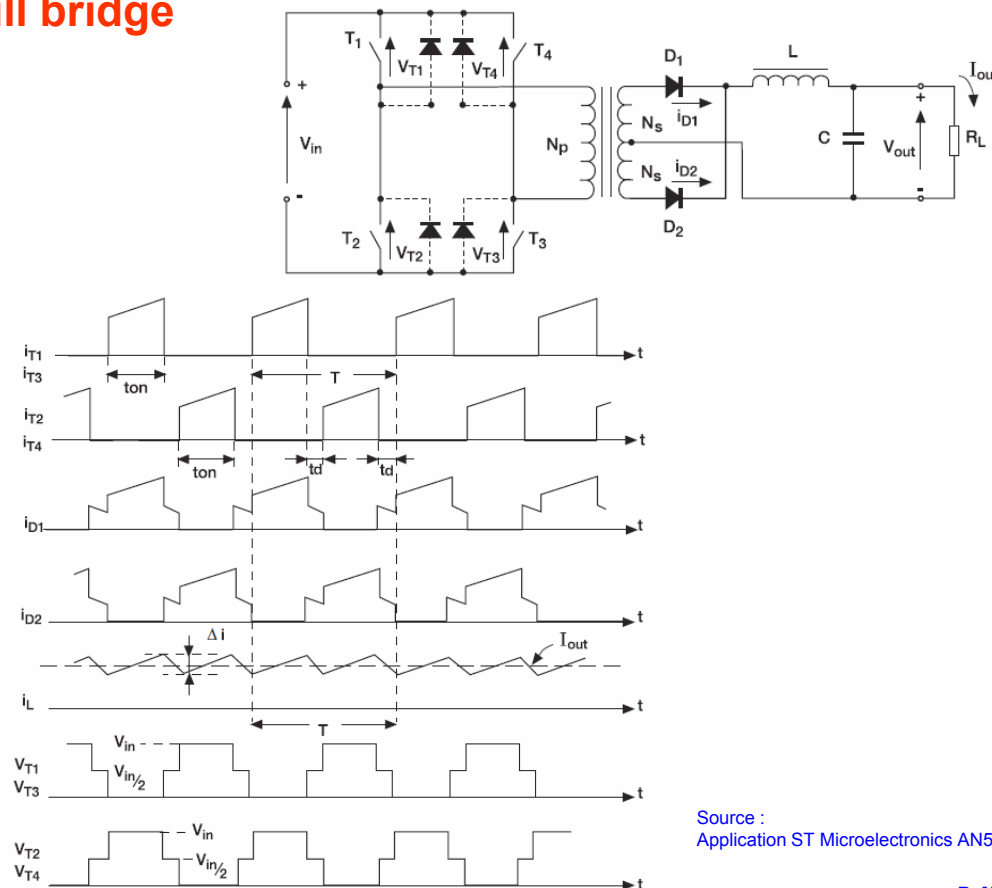 ll bridge
T1
VT1
VT4
T4
+
Vin
-
Np
Ns
Ns
D1
iD1
iD2
D2
L
Iou
+
C
Vout
RL
-
T2
VT2
VT3
T3
iT1
iT3
t
ton
T
iT2
iT4
t
ton
td
td
iD1
t
iD2
t
Δ i
Iout
iL
t
T
VT1
VT3
Vin
Vin/2
t
VT2
VT4
Vin
Vin/2
t
Source :
Application ST Microelectronics AN5